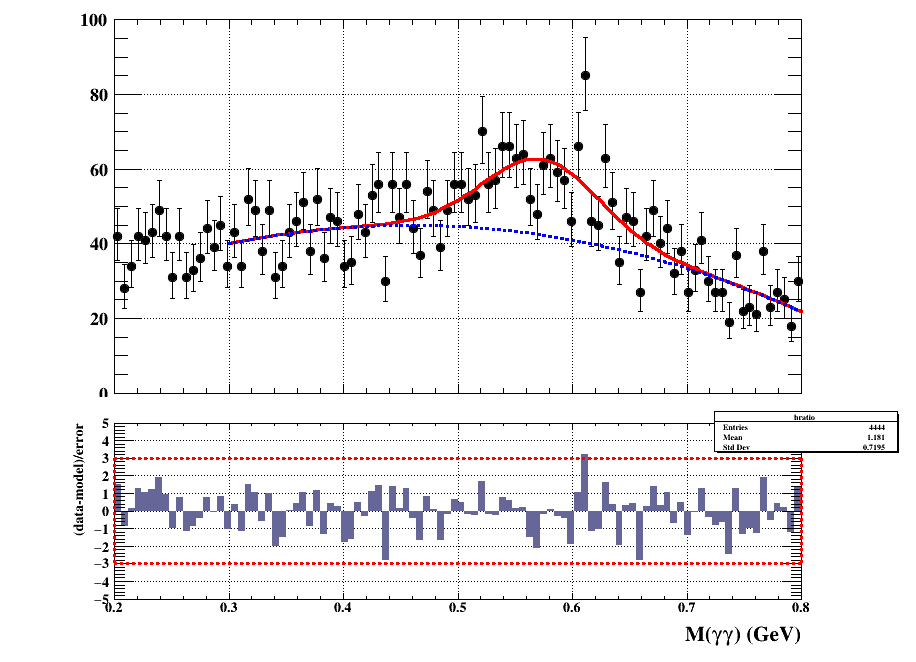 100
80
60
40
20
0
hratio
Entries 4444
Mean 1.181
Std Dev 0.7195
(data-model)/error
5
4
3
2
1
0
−1
−2
−3
−4
−5
0.2 0.3 0.4 0.5 0.6 0.7 0.8
M(γγ) (GeV)